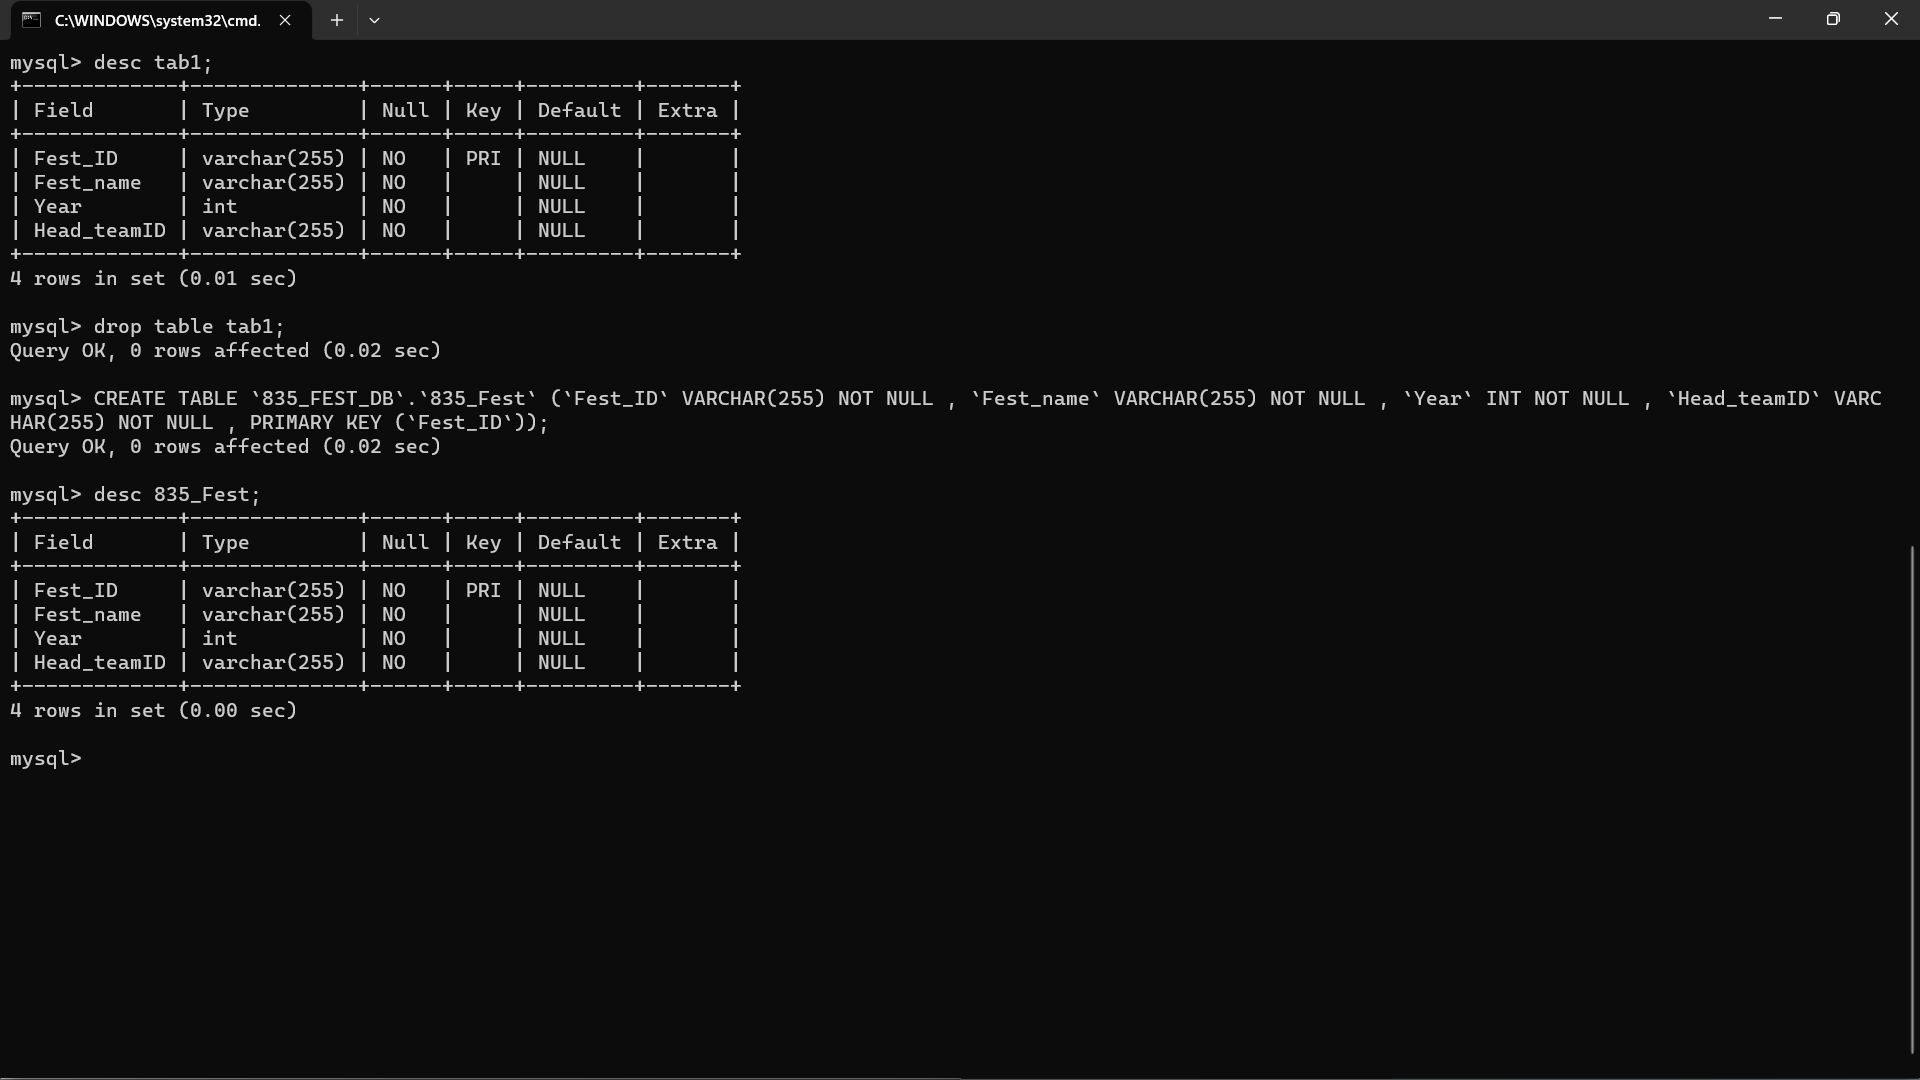 C:\WINDOWS\system32\cmd.
mysql> desc tab1;
+-------------+--------------+------+-----+---------+-------+
| Field       | Type         | Null | Key | Default | Extra |
+-------------+--------------+------+-----+---------+-------+
| Fest_ID     | varchar(255) | NO   | PRI | NULL    |       |
| Fest_name   | varchar(255) | NO   |     | NULL    |       |
| Year        | int          | NO   |     | NULL    |       |
| Head_teamID | varchar(255) | NO   |     | NULL    |       |
+-------------+--------------+------+-----+---------+-------+
4 rows in set (0.01 sec)
mysql> drop table tab1;
Query OK, 0 rows affected (0.02 sec)
mysql> CREATE TABLE `835_FEST_DB`.`835_Fest` (`Fest_ID` VARCHAR(255) NOT NULL , `Fest_name` VARCHAR(255) NOT NULL , `Year` INT NOT NULL , `Head_teamID` VARC
HAR(255) NOT NULL , PRIMARY KEY (`Fest_ID`));
Query OK, 0 rows affected (0.02 sec)
mysql> desc 835_Fest;
+-------------+--------------+------+-----+---------+-------+
| Field       | Type         | Null | Key | Default | Extra |
+-------------+--------------+------+-----+---------+-------+
| Fest_ID     | varchar(255) | NO   | PRI | NULL    |       |
| Fest_name   | varchar(255) | NO   |     | NULL    |       |
| Year        | int          | NO   |     | NULL    |       |
| Head_teamID | varchar(255) | NO   |     | NULL    |       |
+-------------+--------------+------+-----+---------+-------+
4 rows in set (0.00 sec)
mysql>